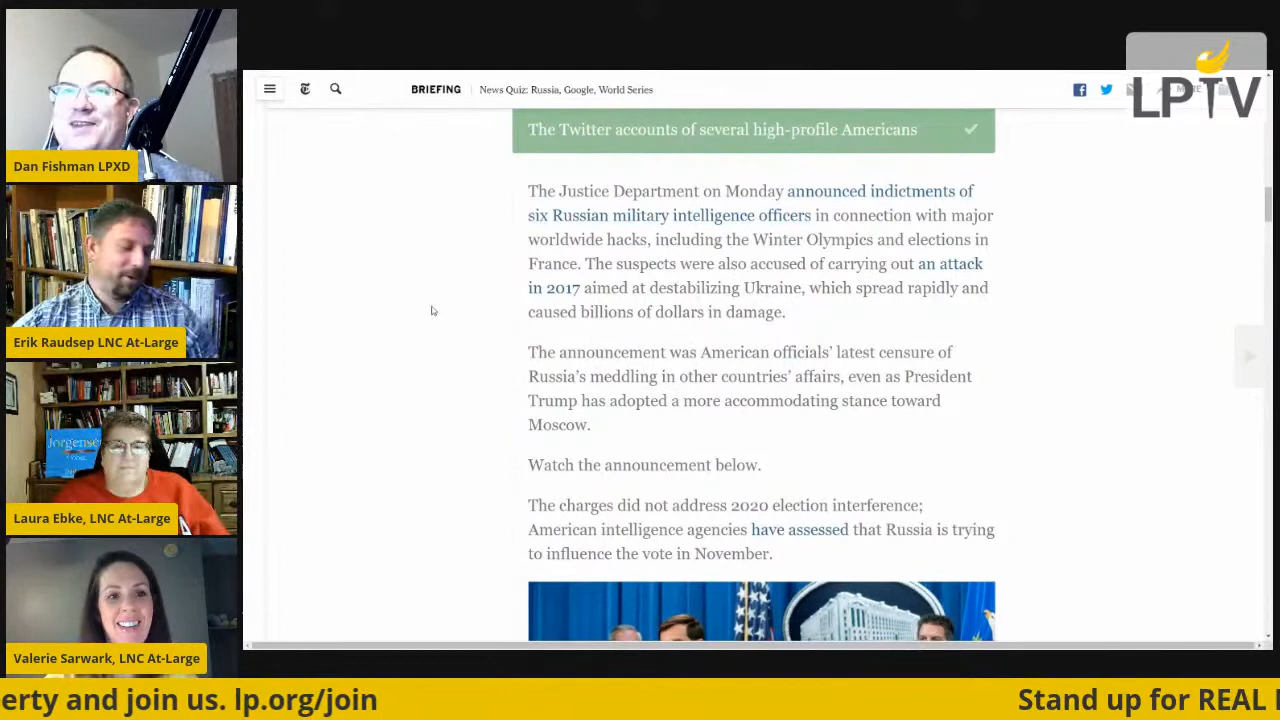 Dan Fishman LPXD
Erik Raudsep LNC At-Large
Jorgensen
Laura Ebke, LNC At-Large
Valerie Sarwark, LNC At-Large
BRIEFING
News Quiz: Russia, Google, World Series
LPTV
The Twitter accounts of several high-profile Americans
The Justice Department on Monday announced indictments of
six Russian military intelligence officers in connection with major
worldwide hacks, including the Winter Olympics and elections in
France. The suspects were also accused of carrying out an attack
in 2017 aimed at destabilizing Ukraine, which spread rapidly and
caused billions of dollars in damage.
The announcement was American officials’ latest censure of
Russia’s meddling in other countries’ affairs, even as President
Trump has adopted a more accommodating stance toward
Moscow.
Watch the announcement below.
The charges did not address 2020 election interference;
American intelligence agencies have assessed that Russia is trying
to influence the vote in November.
erty and join us. lp.org/join
Stand up for REAL